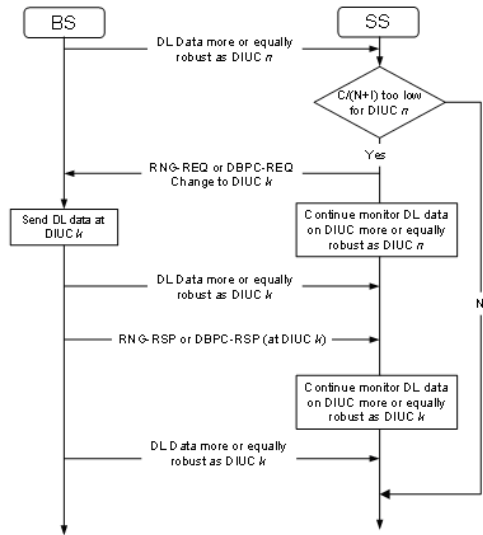 BS
SS
DL Data more or equally
robust as DIUC n
C/(N+I) too low
for DIUC n
Yes
RNG-REQ or DBPC-REQ
Change to DIUC k
Send DL data at
DIUC k
Continue monitor DL data
on DIUC more or equally
robust as DIUC n
DL Data more or equally
robust as DIUC k
N
RNG-RSP or DBPC-RSP (at DIUC k)
Continue monitor DL data
on DIUC more or equally
robust as DIUC k
DL Data more or equally
robust as DIUC k